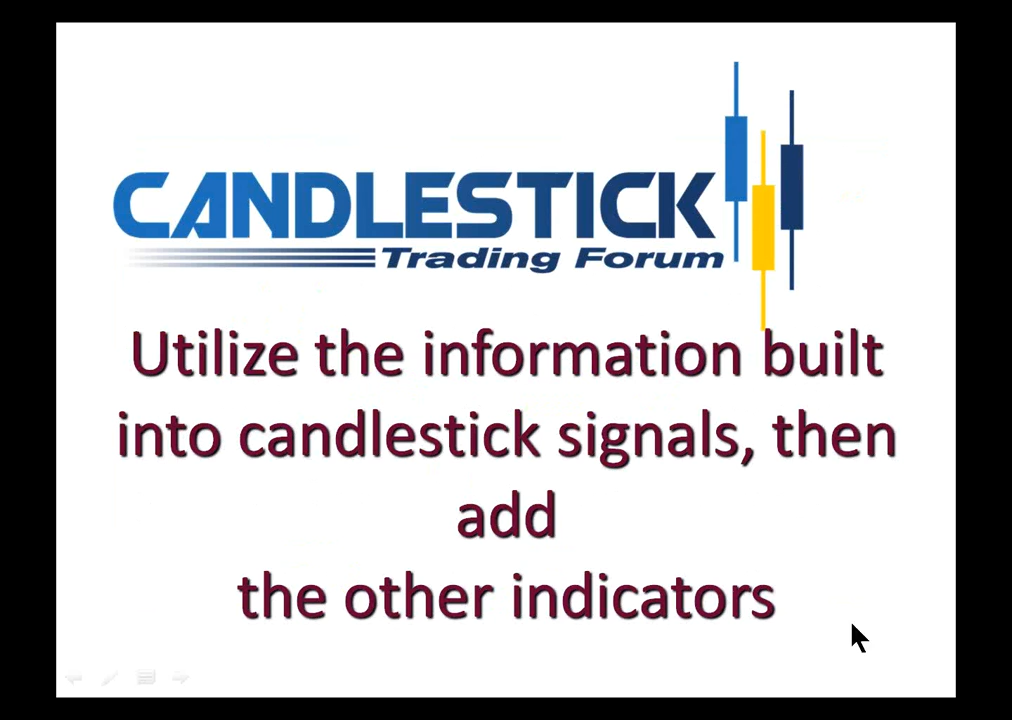 CANDLESTICK
Trading Forum
Utilize the information built
into candlestick signals, then
add
the other indicators